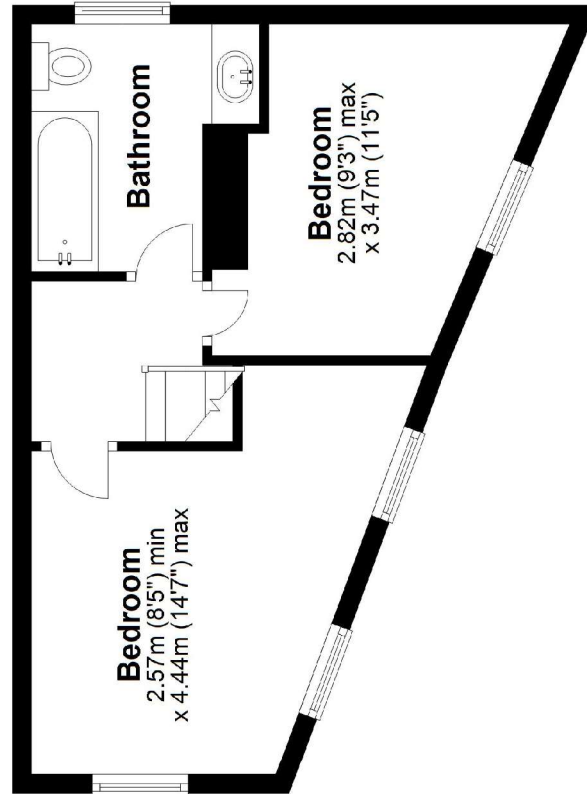 Bathroom
Bedroom
2.82m (9'3") max
x 3.47m (11'5")
Bedroom
2.57m (8'5") min
x 4.44m (14'7") max